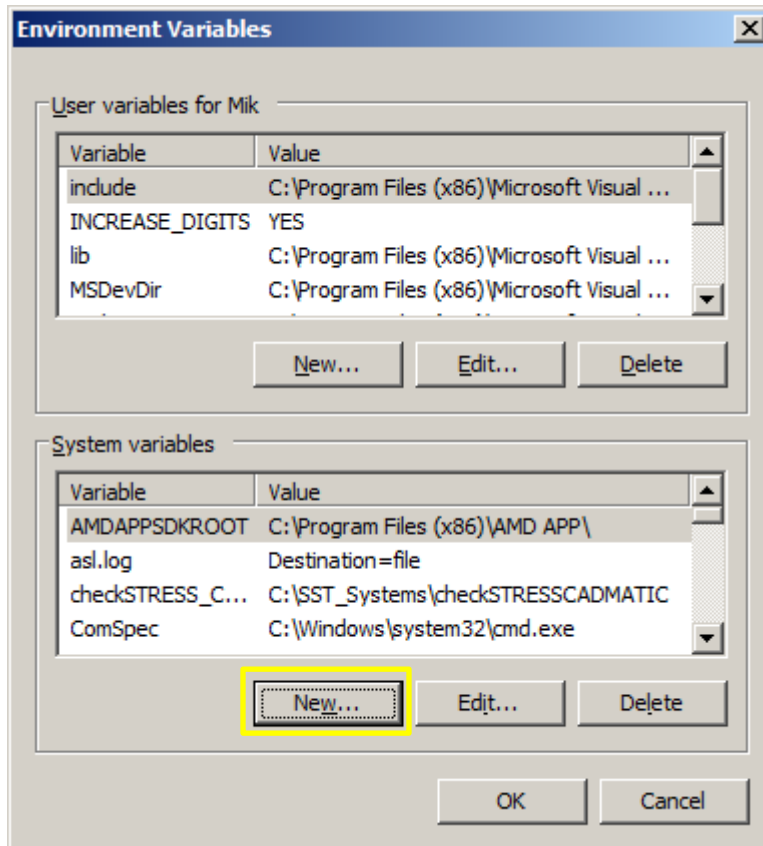 Environment Variables
User variables for Mik
Variable Value
include C:\Program Files (x86)\Microsoft Visual ...
INCREASE_DIGITS YES
lib C:\Program Files (x86)\Microsoft Visual ...
MSDevDir C:\Program Files (x86)\Microsoft Visual ...
New... Edit... Delete
System variables
Variable Value
AMDAPPSDKROOT C:\Program Files (x86)\AMD APP\
asl.log Destination=file
checkSTRESS_C... C:\SST_Systems\checkSTRESSCADMATIC
ComSpec C:\Windows\system32\cmd.exe
New... Edit... Delete
OK Cancel